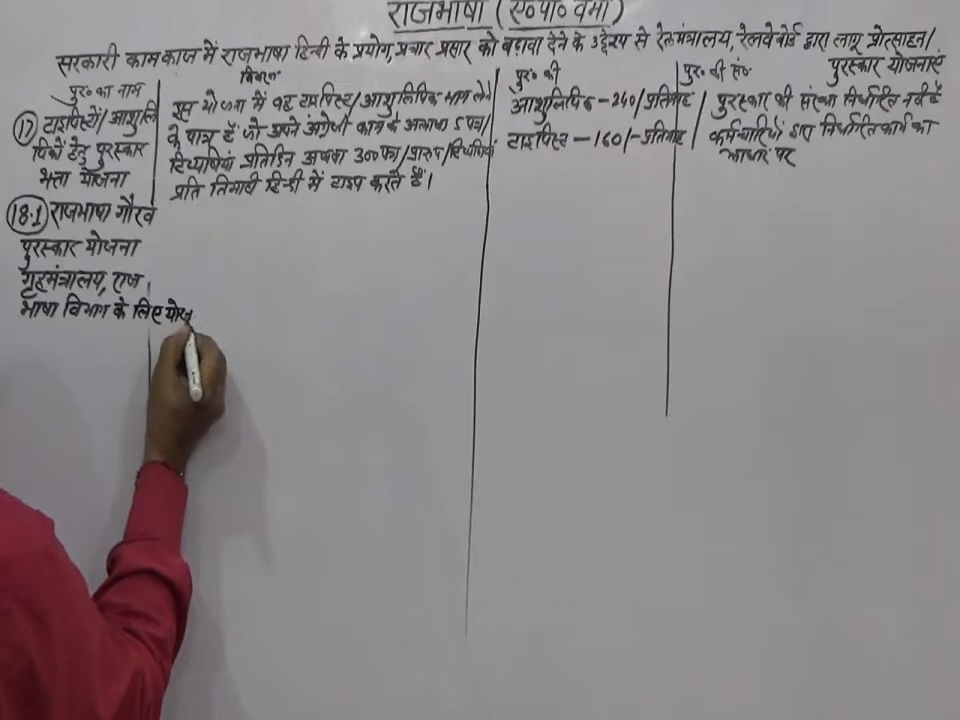 राजभाषा (ए०पी० वर्मा)
सरकारी कामकाज में राजभाषा हिन्दी के प्रयोग, प्रचार प्रसार को बढ़ावा देने के उद्देश्य से रेलमंत्रालय, रेलवे बोर्ड द्वारा लागू प्रोत्साहन/
पुरस्कार योजनाएं
पुर० का नाम
विवरण
पुर० की
पुर० की सं०
(17) टाइपिस्टों/आशुलि
पिकों हेतु पुरस्कार
भत्ता योजना
इस योजना में वह टाइपिस्ट/आशुलिपिक भाग लेने
के पात्र हैं जो अपने अंग्रेजी काम के अलावा 5 पत्र/
टिप्पणियां प्रतिदिन अथवा 300 पत्र/प्रारुप/टिप्पणियां
प्रति तिमाही हिन्दी में टाइप करते हैं।
आशुलिपिक - 240/प्रतिमाह
टाइपिस्ट - 160/- प्रतिमाह
पुरस्कार की संख्या निर्धारित नहीं है
कर्मचारियों द्वारा निर्धारित कार्य का
आधार पर
(18.1) राजभाषा गौरव
पुरस्कार योजना
गृहमंत्रालय, राज
भाषा विभाग के लिए योज